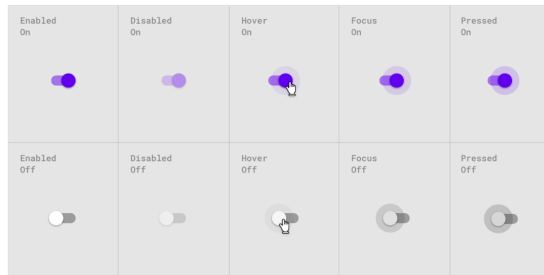 Enabled
On
Disabled
On
Hover
On
Focus
On
Pressed
On
Enabled
Off
Disabled
Off
Hover
Off
Focus
Off
Pressed
Off